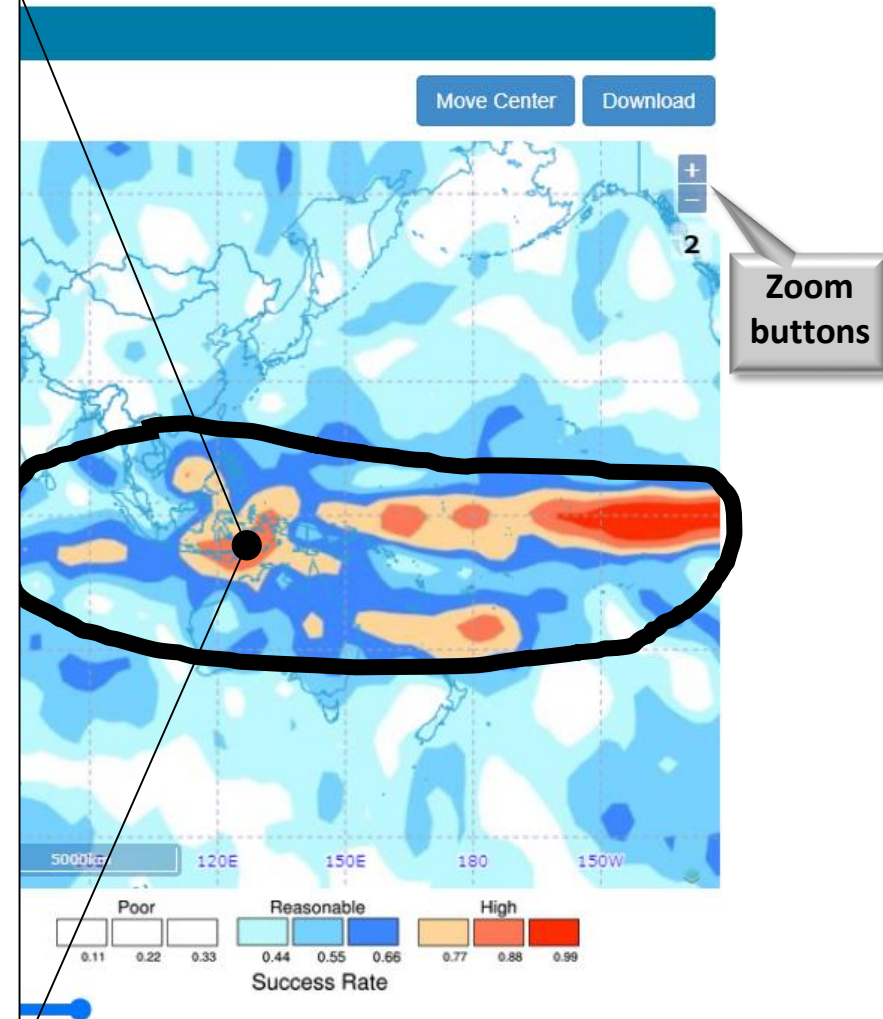 Move Center Download
+
−
2
Zoom
buttons
5000km
120E 150E 180 150W
Poor Reasonable High
0.11 0.22 0.33 0.44 0.55 0.66 0.77 0.88 0.99
Success Rate